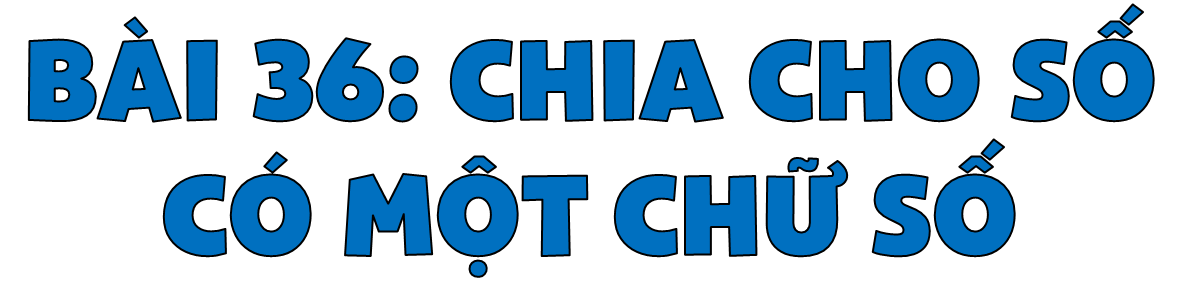 BÀI 36: CHIA CHO SỐ
CÓ MỘT CHỮ SỐ